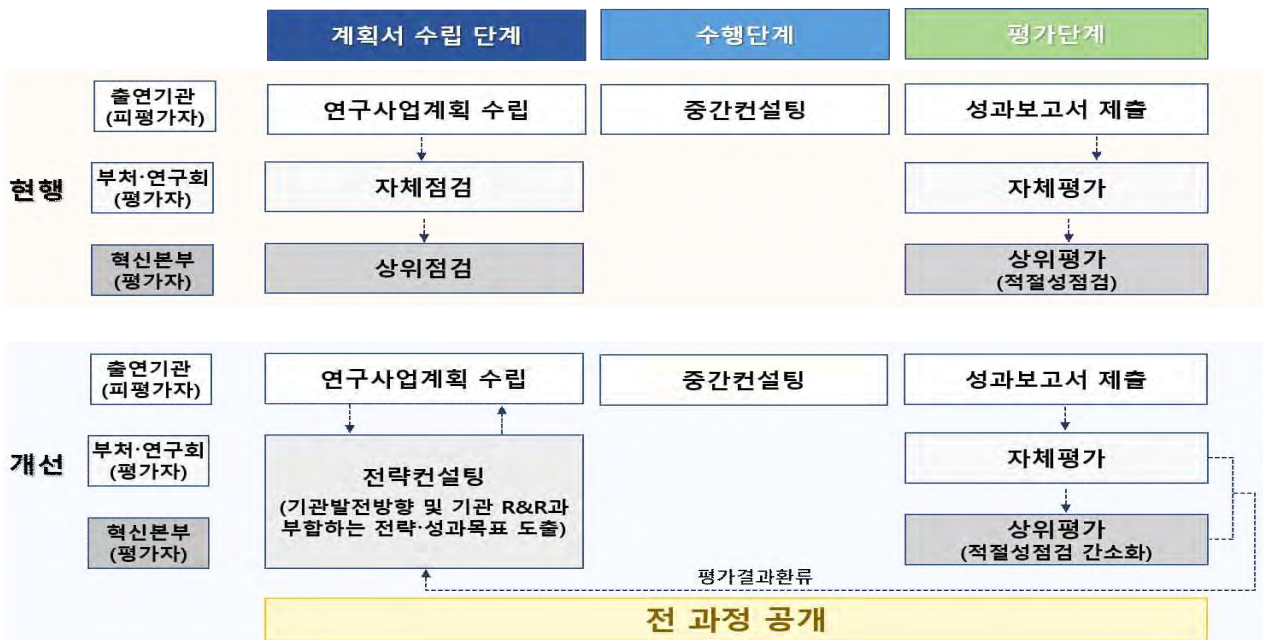 계획서 수립 단계
수행단계
평가단계
현행
출연기관
(피평가자)
연구사업계획 수립
중간컨설팅
성과보고서 제출
부처·연구회
(평가자)
자체점검
자체평가
혁신본부
(평가자)
상위점검
상위평가
(적절성점검)
개선
출연기관
(피평가자)
연구사업계획 수립
중간컨설팅
성과보고서 제출
부처·연구회
(평가자)
전략컨설팅
(기관발전방향 및 기관 R&R과
부합하는 전략·성과목표 도출)
자체평가
혁신본부
(평가자)
상위평가
(적절성점검 간소화)
평가결과환류
전 과정 공개